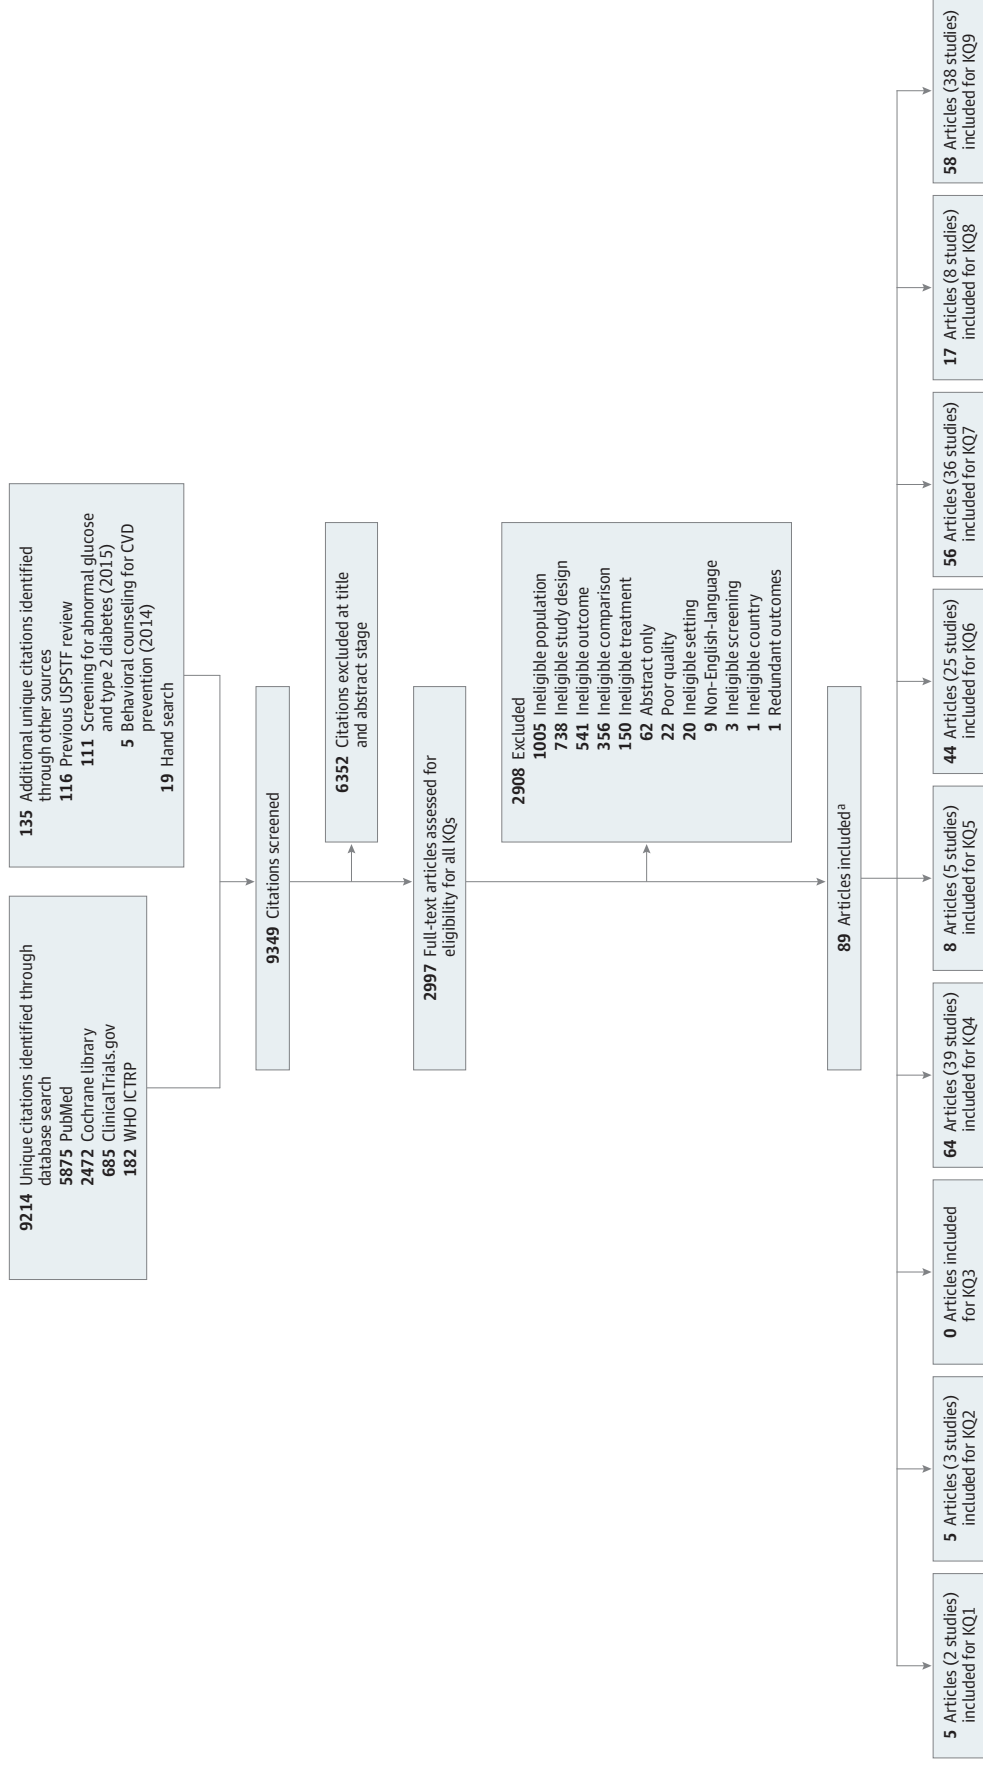 9214 Unique citations identified through
database search
5875 PubMed
2472 Cochrane library
685 ClinicalTrials.gov
182 WHO ICTRP
135 Additional unique citations identified
through other sources
116 Previous USPSTF review
111 Screening for abnormal glucose
and type 2 diabetes (2015)
5 Behavioral counseling for CVD
prevention (2014)
19 Hand search
9349 Citations screened
6352 Citations excluded at title
and abstract stage
2997 Full-text articles assessed for
eligibility for all KQs
2908 Excluded
1005 Ineligible population
738 Ineligible study design
541 Ineligible outcome
356 Ineligible comparison
150 Ineligible treatment
62 Abstract only
22 Poor quality
20 Ineligible setting
9 Non-English-language
3 Ineligible screening
1 Ineligible country
1 Redundant outcomes
89 Articles includedᵃ
5 Articles (2 studies)
included for KQ1
5 Articles (3 studies)
included for KQ2
0 Articles included
for KQ3
64 Articles (39 studies)
included for KQ4
8 Articles (5 studies)
included for KQ5
44 Articles (25 studies)
included for KQ6
56 Articles (36 studies)
included for KQ7
17 Articles (8 studies)
included for KQ8
58 Articles (38 studies)
included for KQ9